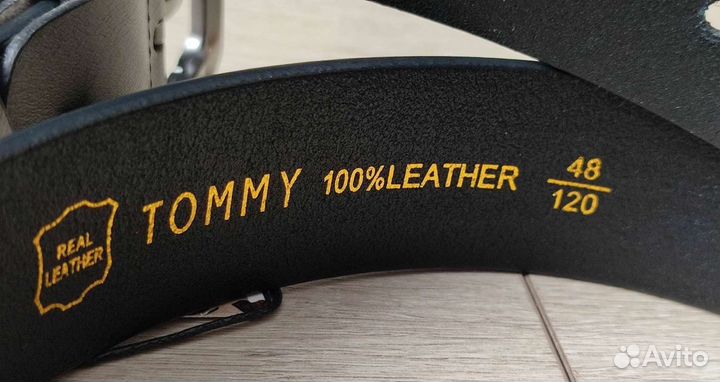 REAL
LEATHER
TOMMY 100%LEATHER 48
120
Avito